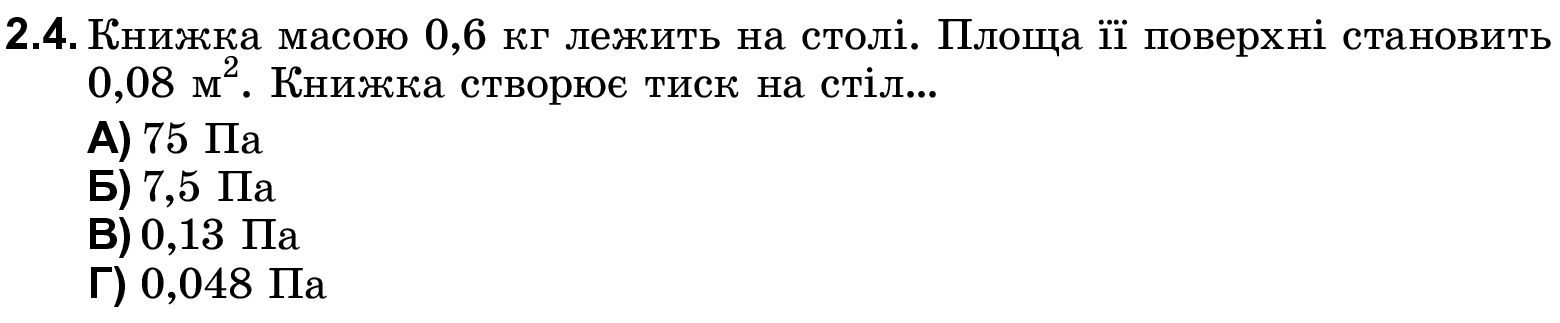 2.4. Книжка масою 0,6 кг лежить на столі. Площа її поверхні становить
0,08 м². Книжка створює тиск на стіл...
А) 75 Па
Б) 7,5 Па
В) 0,13 Па
Г) 0,048 Па